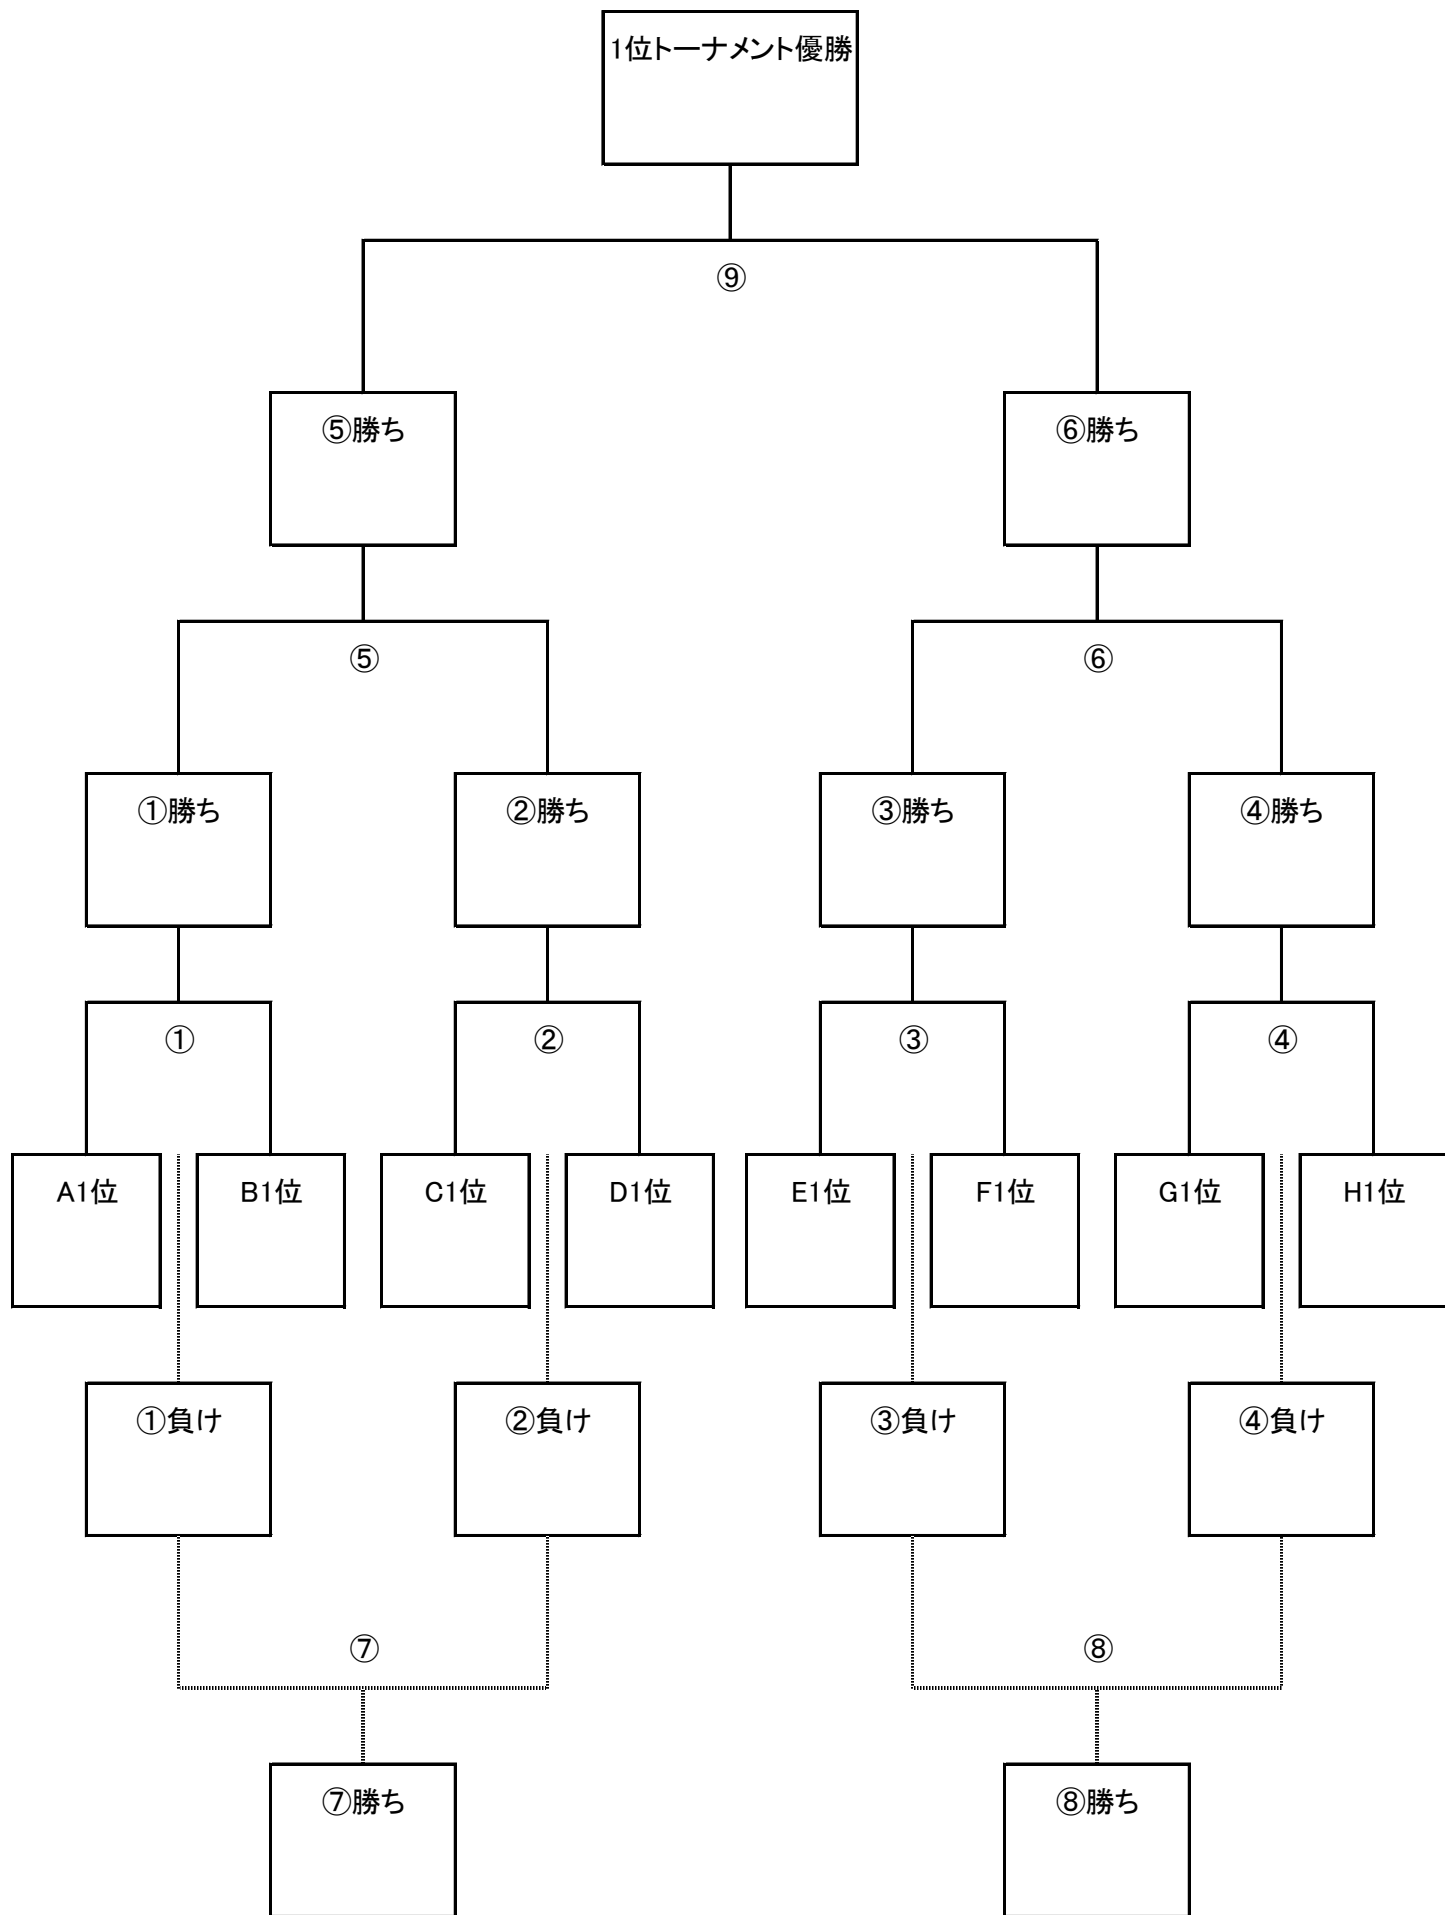 1位トーナメント優勝
⑨
⑤勝ち
⑥勝ち
⑤
⑥
①勝ち
②勝ち
③勝ち
④勝ち
①
②
③
④
A1位
B1位
C1位
D1位
E1位
F1位
G1位
H1位
①負け
②負け
③負け
④負け
⑦
⑧
⑦勝ち
⑧勝ち